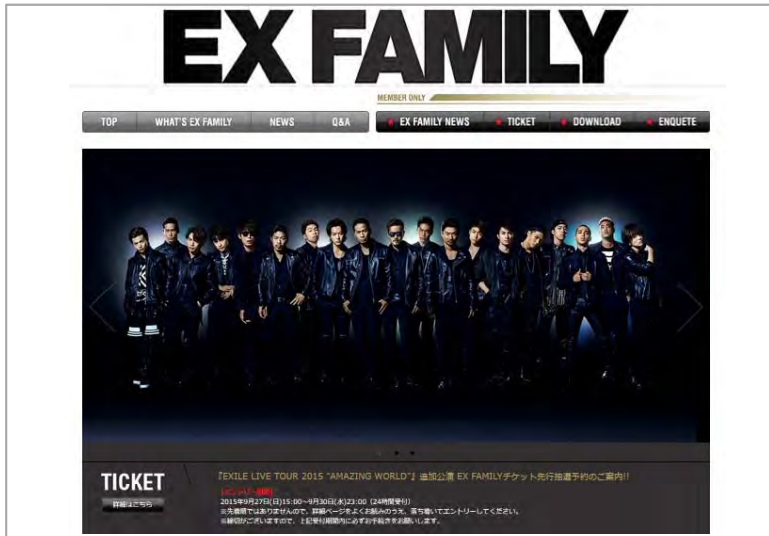 EX FAMILY
MEMBER ONLY
TOP WHAT'S EX FAMILY NEWS Q&A EX FAMILY NEWS TICKET DOWNLOAD ENQUETE
TICKET
詳細はこちら
『EXILE LIVE TOUR 2015 "AMAZING WORLD"』追加公演 EX FAMILYチケット先行抽選予約のご案内!!
2015年9月27日(日)15:00～9月30日(水)23:00 (24時間受付)
※先着順ではありませんので、詳細ページをよくお読みのうえ、落ち着いてエントリーしてください。
※締切がございますので、上記受付期間内に必ずお手続きをお願いします。